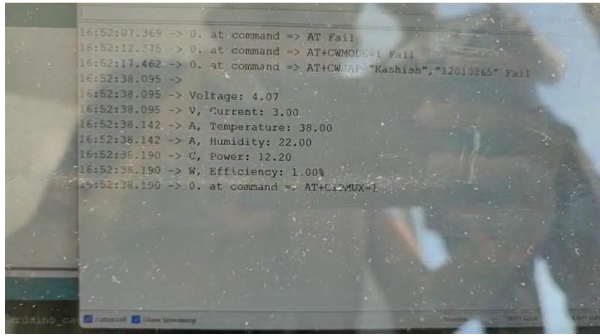 16:52:07.369 -> 0. at command => AT Fail
16:52:12.275 -> 0. at command => AT+CWMODE=1 Fail
16:52:17.462 -> 0. at command => AT+CWJAP="Kashish","12010865" Fail
16:52:38.095 ->
16:52:38.095 -> Voltage: 4.07
16:52:38.095 -> V, Current: 3.00
16:52:38.142 -> A, Temperature: 38.00
16:52:38.142 -> A, Humidity: 22.00
16:52:38.190 -> C, Power: 12.20
16:52:38.190 -> W, Efficiency: 1.00%
16:52:38.190 -> 0. at command => AT+CIPMUX=1
Autoscroll Show timestamp